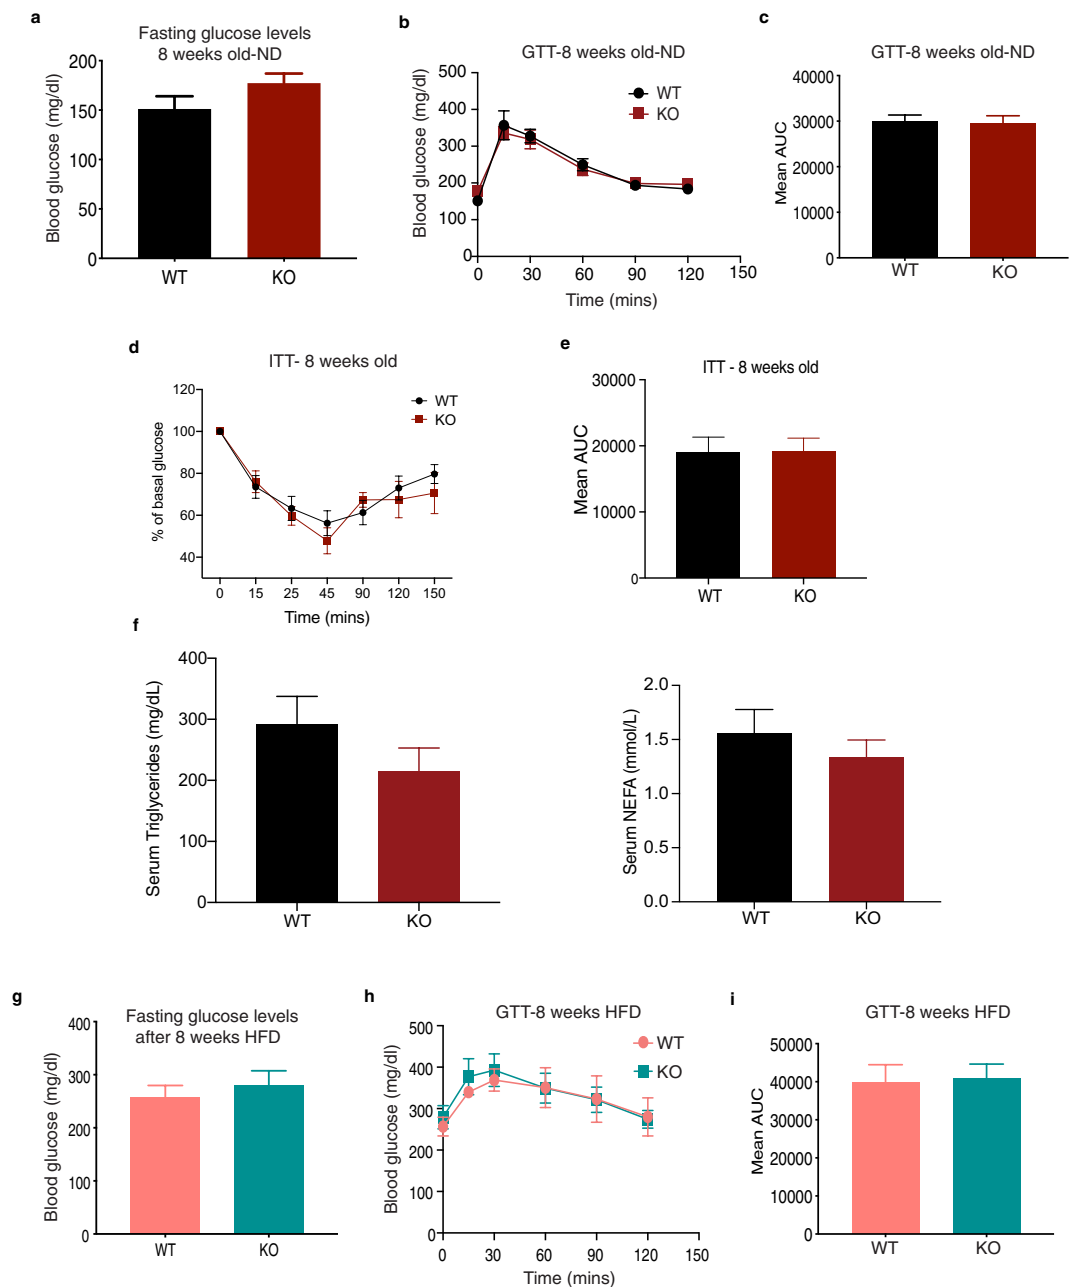 a
Fasting glucose levels
8 weeks old-ND
Blood glucose (mg/dl)
200
150
100
50
0
WT
KO
b
GTT-8 weeks old-ND
Blood glucose (mg/dl)
500
400
300
200
100
0
WT
KO
0 30 60 90 120 150
Time (mins)
c
GTT-8 weeks old-ND
Mean AUC
40000
30000
20000
10000
0
WT
KO
d
ITT- 8 weeks old
% of basal glucose
120
100
80
60
40
WT
KO
0 15 25 45 90 120 150
Time (mins)
e
ITT - 8 weeks old
Mean AUC
30000
20000
10000
0
WT
KO
f
Serum Triglycerides (mg/dL)
400
300
200
100
0
WT
KO
Serum NEFA (mmol/L)
2.0
1.5
1.0
0.5
0.0
WT
KO
g
Fasting glucose levels
after 8 weeks HFD
Blood glucose (mg/dl)
400
300
200
100
0
WT
KO
h
GTT-8 weeks HFD
Blood glucose (mg/dl)
500
400
300
200
100
0
WT
KO
0 30 60 90 120 150
Time (mins)
i
GTT-8 weeks HFD
Mean AUC
50000
40000
30000
20000
10000
0
WT
KO